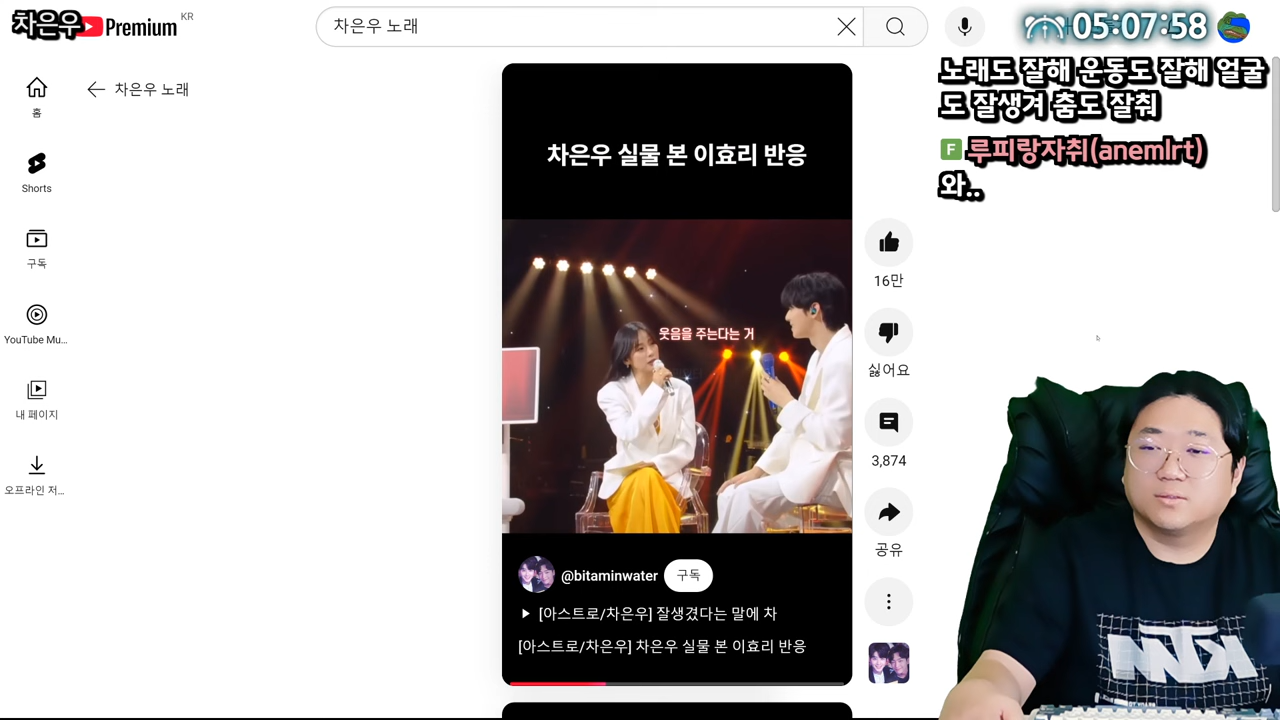 차은우
Premium KR
차은우 노래
05:07:58
홈
Shorts
구독
YouTube Mu...
내 페이지
오프라인 저...
차은우 노래
차은우 실물 본 이효리 반응
웃음을 주는다는 거
@bitaminwater
구독
[아스트로/차은우] 잘생겼다는 말에 차
[아스트로/차은우] 차은우 실물 본 이효리 반응
16만
싫어요
3,874
공유
노래도 잘해 운동도 잘해 얼굴
도 잘생겨 춤도 잘춰
F 루피랑자취(anemlrt)
와..